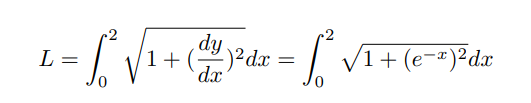 L = ∫₀² √(1 + (dy/dx)²) dx = ∫₀² √(1 + (e⁻ˣ)²) dx